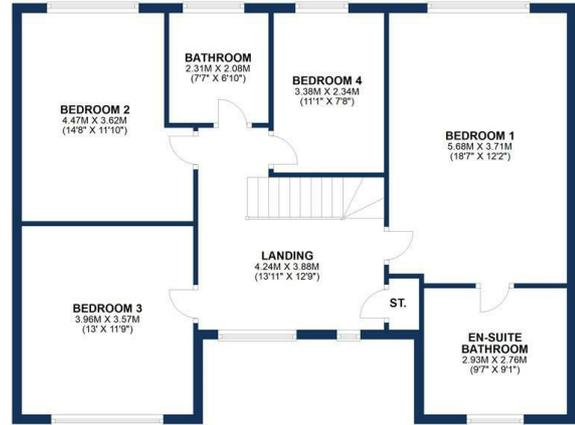 BATHROOM
2.31M X 2.08M
(7'7" X 6'10")
BEDROOM 4
3.38M X 2.34M
(11'1" X 7'8")
BEDROOM 2
4.47M X 3.62M
(14'8" X 11'10")
BEDROOM 1
5.68M X 3.71M
(18'7" X 12'2")
LANDING
4.24M X 3.88M
(13'11" X 12'9")
BEDROOM 3
3.96M X 3.57M
(13' X 11'9")
ST.
EN-SUITE
BATHROOM
2.93M X 2.76M
(9'7" X 9'1")